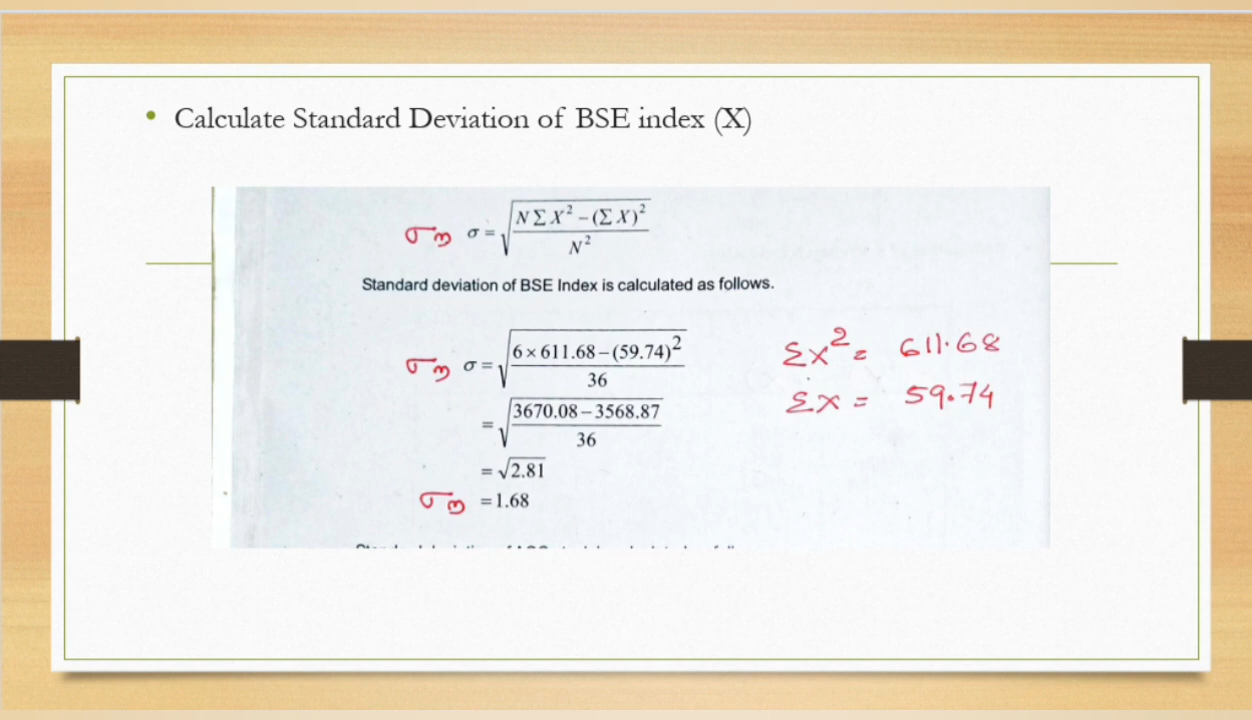 • Calculate Standard Deviation of BSE index (X)
σm σ = √((N Σ X² – (Σ X)²) / N²)
Standard deviation of BSE Index is calculated as follows.
σm σ = √((6 × 611.68 – (59.74)²) / 36)
Σx² = 611.68
= √((3670.08 – 3568.87) / 36)
Σx = 59.74
= √2.81
σm = 1.68